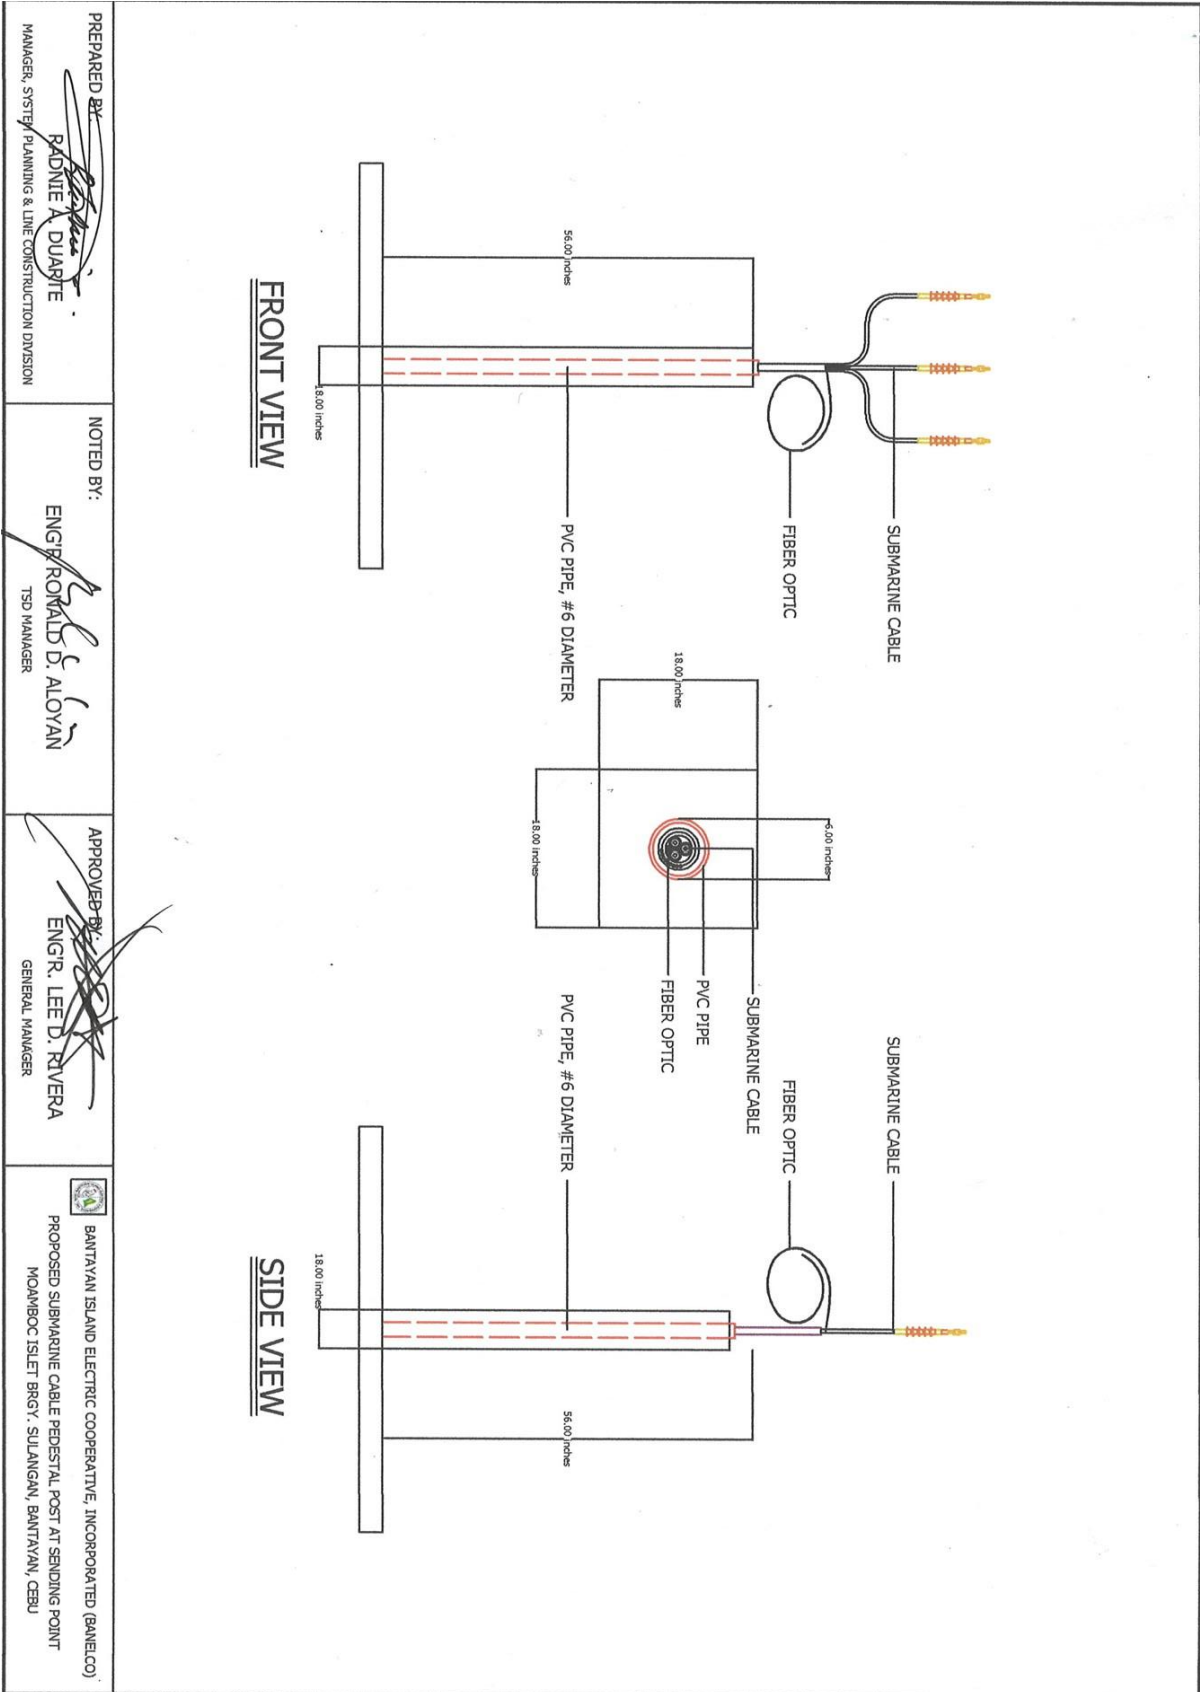 SUBMARINE CABLE
FIBER OPTIC
56.00 inches
PVC PIPE, #6 DIAMETER
18.00 inches
FRONT VIEW
6.00 inches
18.00 inches
18.00 inches
SUBMARINE CABLE
PVC PIPE
FIBER OPTIC
SUBMARINE CABLE
FIBER OPTIC
PVC PIPE, #6 DIAMETER
56.00 inches
18.00 inches
SIDE VIEW
PREPARED BY:
RADNIE A. DUARTE
MANAGER, SYSTEM PLANNING & LINE CONSTRUCTION DIVISION
NOTED BY:
ENG'R RONALD D. ALOYAN
TSD MANAGER
APPROVED BY:
ENG'R. LEE D. RIVERA
GENERAL MANAGER
BANTAYAN ISLAND ELECTRIC COOPERATIVE, INCORPORATED (BANELCO)
PROPOSED SUBMARINE CABLE PEDESTAL POST AT SENDING POINT
MOAMBOC ISLET BRGY. SULANGAN, BANTAYAN, CEBU